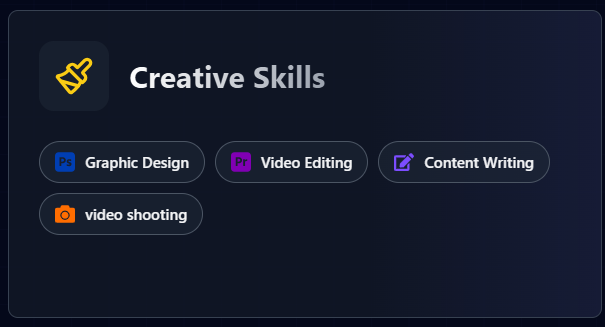 Creative Skills
Ps Graphic Design Pr Video Editing Content Writing
video shooting